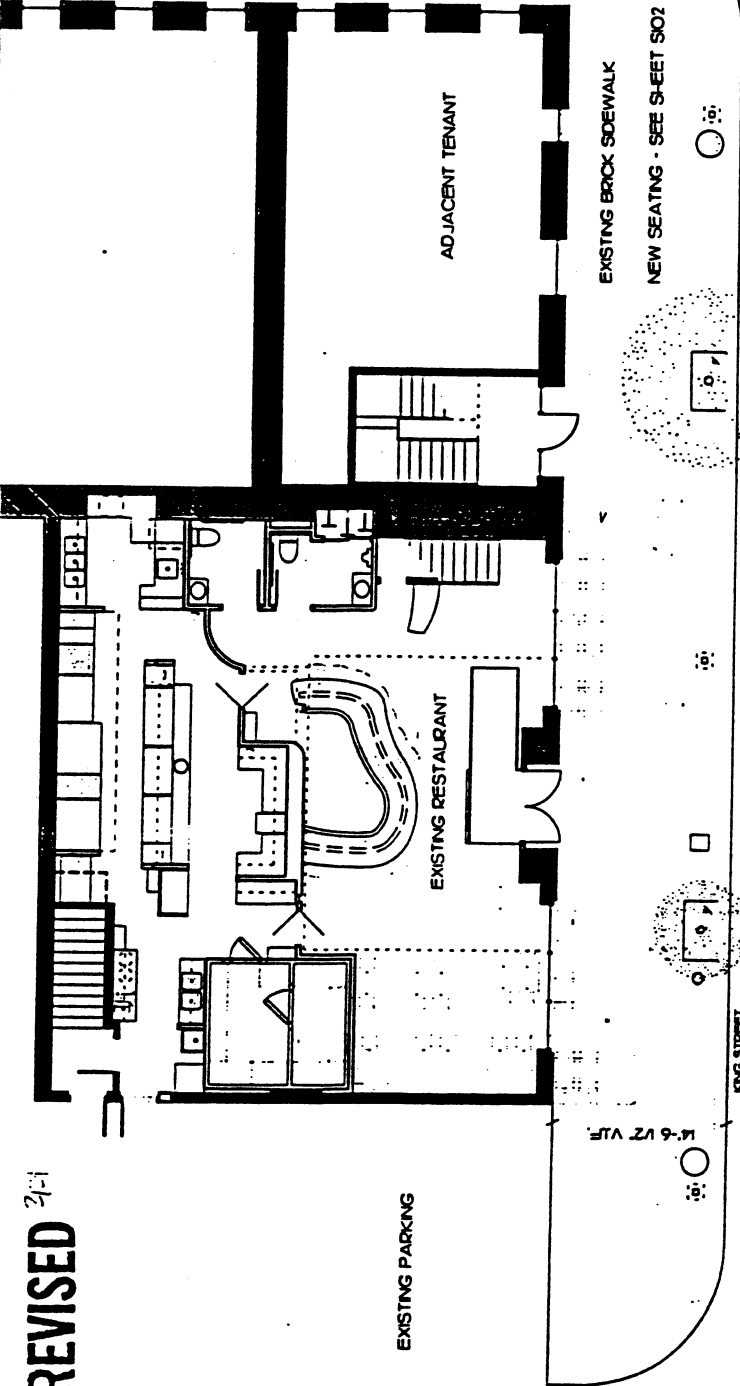 ADJACENT TENANT
EXISTING BRICK SIDEWALK
NEW SEATING - SEE SHEET S102
EXISTING RESTAURANT
KING STREET
14'-6 1/2" V.I.F.
EXISTING PARKING
REVISED